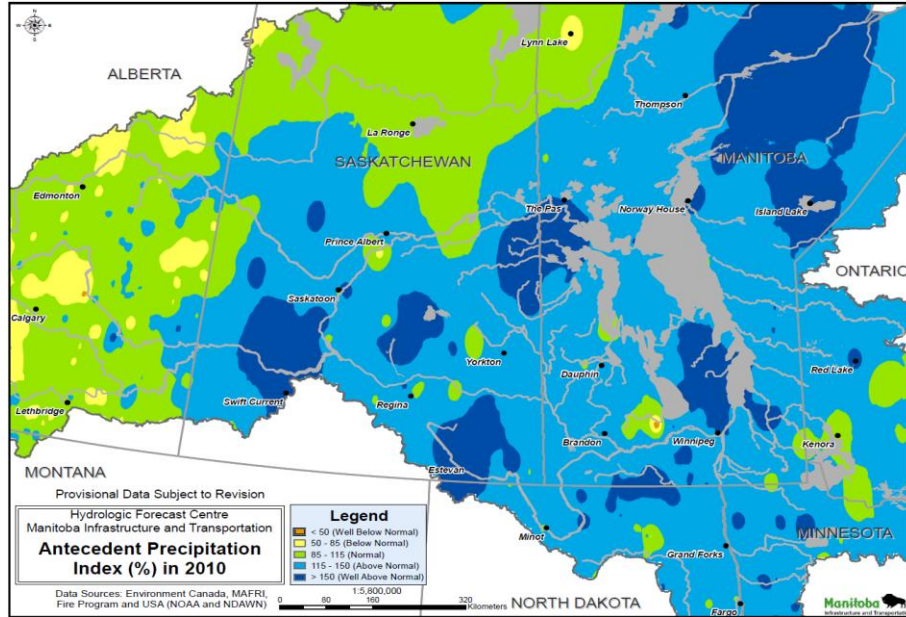 Lynn Lake
ALBERTA
Thompson
La Ronge
SASKATCHEWAN
MANITOBA
Edmonton
The Pas
Norway House
Island Lake
Prince Albert
ONTARIO
Saskatoon
Calgary
Yorkton
Dauphin
Red Lake
Lethbridge
Swift Current
Regina
Brandon
Winnipeg
Kenora
MONTANA
Estevan
Provisional Data Subject to Revision
Hydrologic Forecast Centre
Manitoba Infrastructure and Transportation
Antecedent Precipitation
Index (%) in 2010
Data Sources: Environment Canada, MAFRI,
Fire Program and USA (NOAA and NDAWN)
Legend
< 50 (Well Below Normal)
50 - 85 (Below Normal)
85 - 115 (Normal)
115 - 150 (Above Normal)
> 150 (Well Above Normal)
1:5,800,000
320 160 80 0 320
Kilometers
Minot
MINNESOTA
Grand Forks
NORTH DAKOTA
Fargo
Manitoba
Infrastructure and Transportation